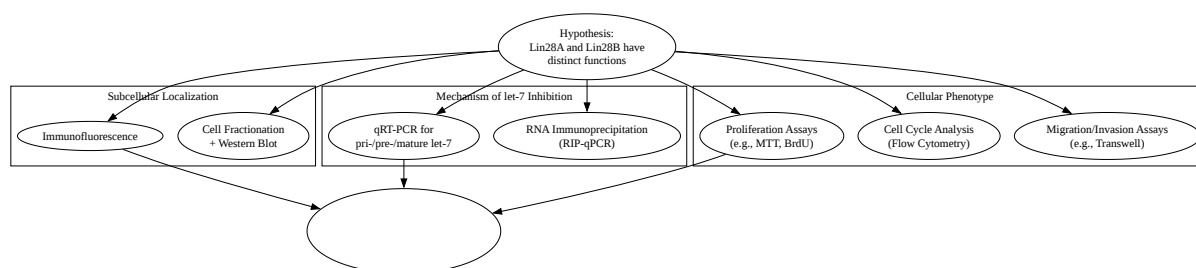 Hypothesis:
Lin28A and Lin28B have
distinct functions
Subcellular Localization
Mechanism of let-7 Inhibition
Cellular Phenotype
Immunofluorescence
Cell Fractionation
+ Western Blot
qRT-PCR for
pri-/pre-/mature let-7
RNA Immunoprecipitation
(RIP-qPCR)
Proliferation Assays
(e.g., MTT, BrdU)
Cell Cycle Analysis
(Flow Cytometry)
Migration/Invasion Assays
(e.g., Transwell)